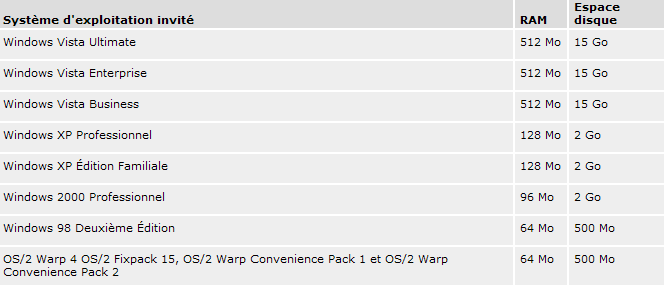 Système d'exploitation invité RAM Espace disque
Windows Vista Ultimate 512 Mo 15 Go
Windows Vista Enterprise 512 Mo 15 Go
Windows Vista Business 512 Mo 15 Go
Windows XP Professionnel 128 Mo 2 Go
Windows XP Édition Familiale 128 Mo 2 Go
Windows 2000 Professionnel 96 Mo 2 Go
Windows 98 Deuxième Édition 64 Mo 500 Mo
OS/2 Warp 4 OS/2 Fixpack 15, OS/2 Warp Convenience Pack 1 et OS/2 Warp 64 Mo 500 Mo
Convenience Pack 2